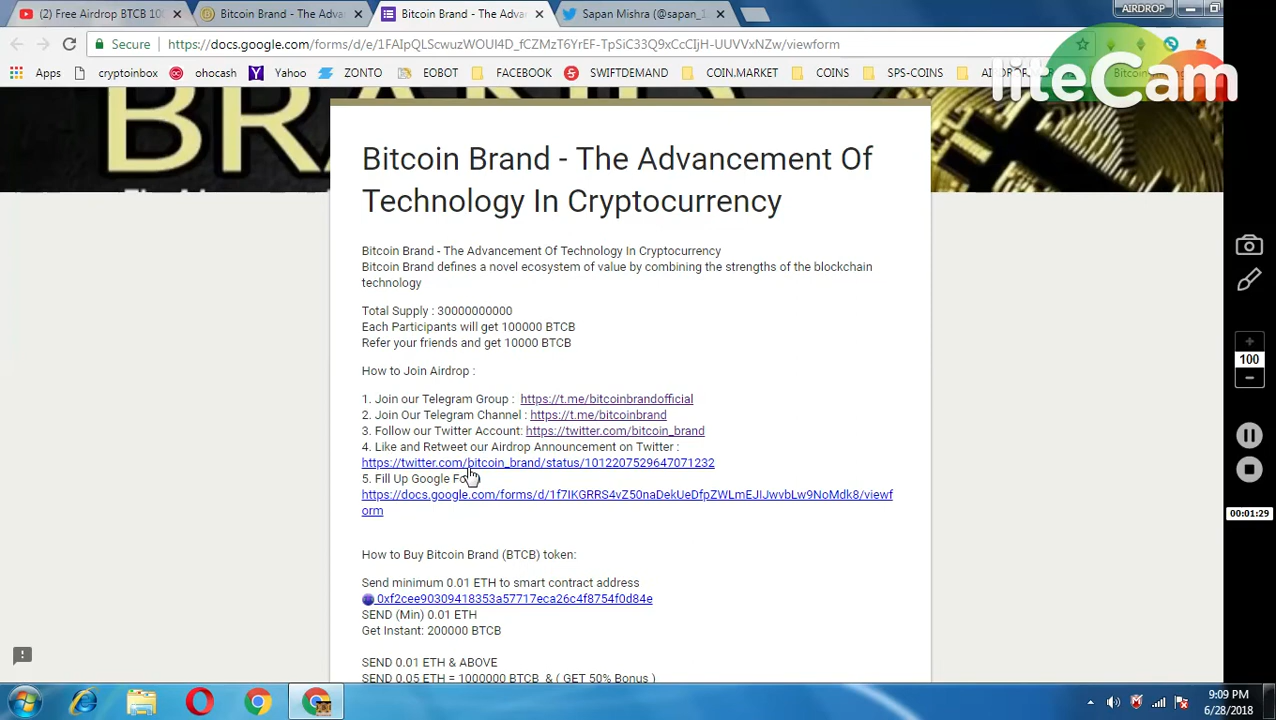 (2) Free Airdrop BTCB 10
Bitcoin Brand - The Adva
Bitcoin Brand - The Adva
Sapan Mishra (@sapan_1
AIRDROP
Secure
https://docs.google.com/forms/d/e/1FAIpQLScwuzWOUI4D_fCZMzT6YrEF-TpSiC33Q9xCcCIjH-UUVVxNZw/viewform
Apps
cryptoinbox
ohocash
Yahoo
ZONTO
EOBOT
FACEBOOK
SWIFTDEMAND
COIN.MARKET
COINS
SPS-COINS
liteCam
Bitcoin Brand - The Advancement Of
Technology In Cryptocurrency
Bitcoin Brand - The Advancement Of Technology In Cryptocurrency
Bitcoin Brand defines a novel ecosystem of value by combining the strengths of the blockchain
technology
Total Supply : 30000000000
Each Participants will get 100000 BTCB
Refer your friends and get 10000 BTCB
How to Join Airdrop :
1. Join our Telegram Group : https://t.me/bitcoinbrandofficial
2. Join Our Telegram Channel : https://t.me/bitcoinbrand
3. Follow our Twitter Account: https://twitter.com/bitcoin_brand
4. Like and Retweet our Airdrop Announcement on Twitter :
https://twitter.com/bitcoin_brand/status/1012207529647071232
5. Fill Up Google
https://docs.google.com/forms/d/1f7IKGRRS4vZ50naDekUeDfpZWLmEJIJwvbLw9NoMdk8/viewf
orm
How to Buy Bitcoin Brand (BTCB) token:
Send minimum 0.01 ETH to smart contract address
0xf2cee90309418353a57717eca26c4f8754f0d84e
SEND (Min) 0.01 ETH
Get Instant: 200000 BTCB
SEND 0.01 ETH & ABOVE
SEND 0.05 ETH = 1000000 BTCB & ( GET 50% Bonus )
100
00:01:29
9:09 PM
6/28/2018